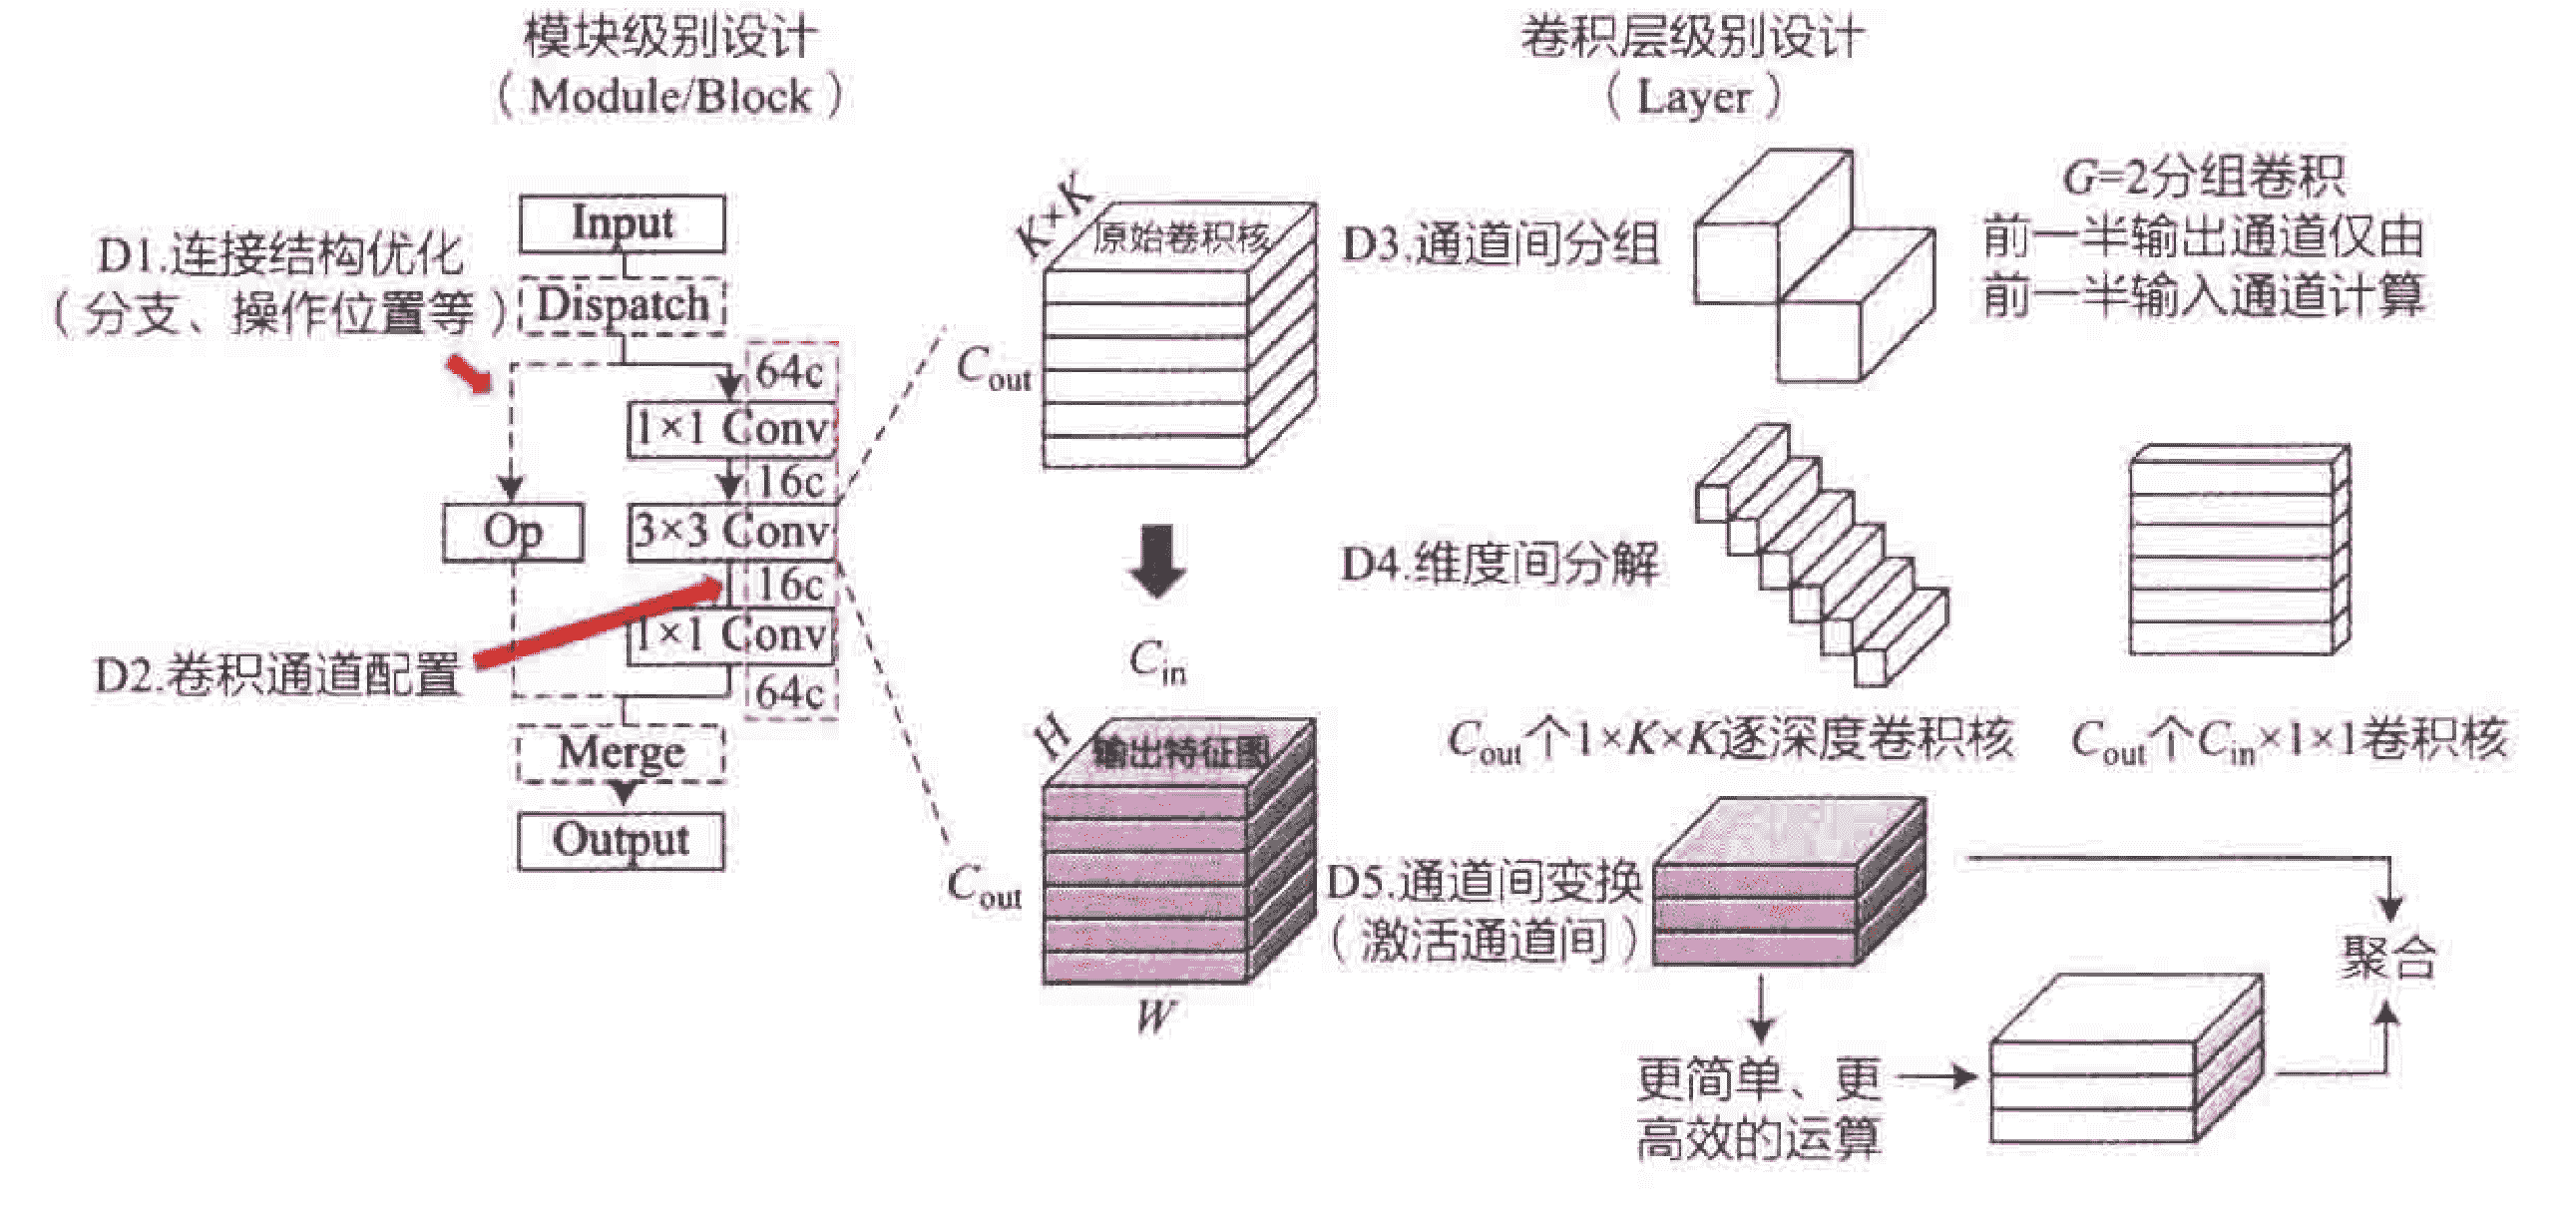 模块级别设计
（Module/Block）
Input
D1.连接结构优化
（分支、操作位置等）
Dispatch
64c
1×1 Conv
16c
Op
3×3 Conv
16c
1×1 Conv
D2.卷积通道配置
64c
Merge
Output
K+K
原始卷积核
Cout
Cin
H
输出特征图
Cout
W
卷积层级别设计
（Layer）
D3.通道间分组
G=2分组卷积
前一半输出通道仅由
前一半输入通道计算
D4.维度间分解
Cout个1×K×K逐深度卷积核
Cout个Cin×1×1卷积核
D5.通道间变换
（激活通道间）
聚合
更简单、更
高效的运算